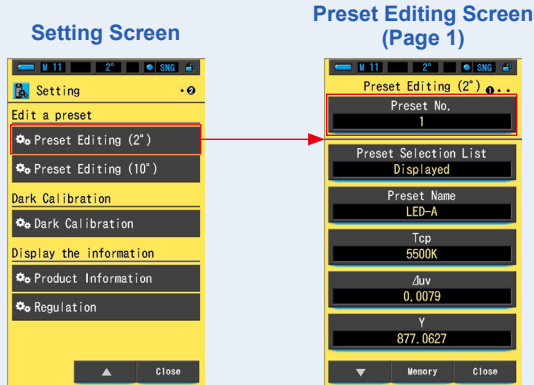 Setting Screen
M 11 2° SNG
Setting
2
Edit a preset
Preset Editing (2°)
Preset Editing (10°)
Dark Calibration
Dark Calibration
Display the information
Product Information
Regulation
▲ Close
Preset Editing Screen
(Page 1)
M 11 2° SNG
Preset Editing (2°) 1
Preset No.
1
Preset Selection List
Displayed
Preset Name
LED-A
Tcp
5500K
⊿uv
0.0079
Y
877.0627
▼ Memory Close